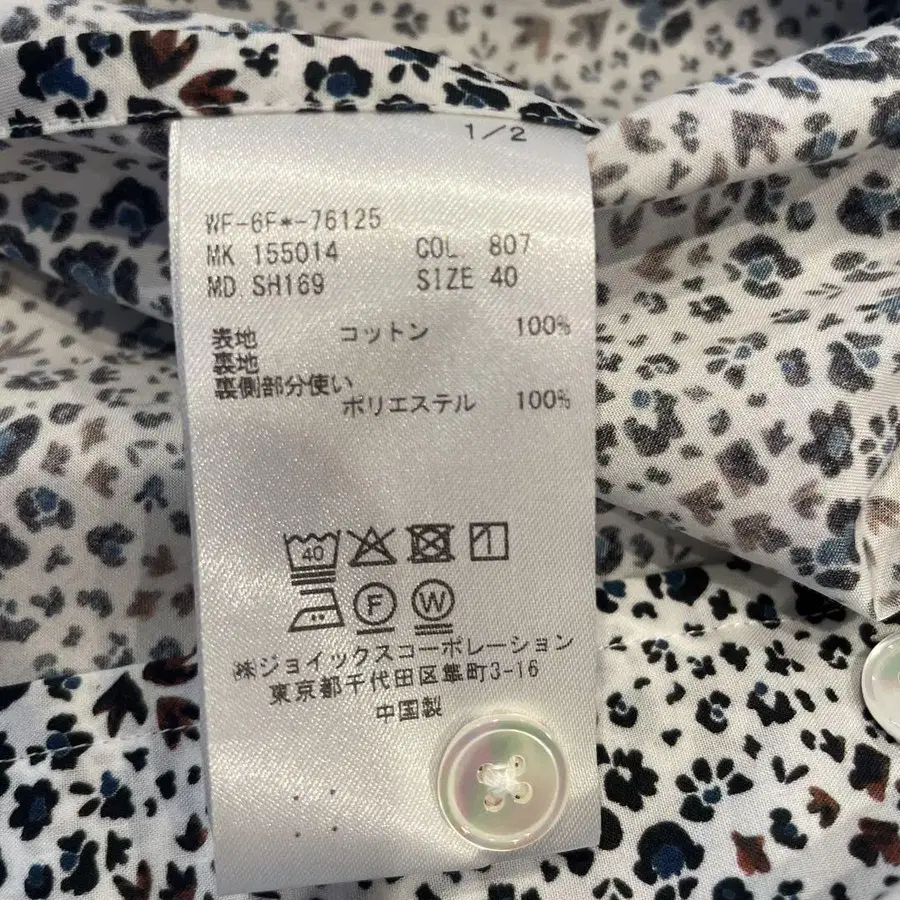 1/2
WF-6F*-76125
MK 155014 COL. 807
MD. SH169 SIZE 40
表地 コットン 100%
裏地
裏側部分使い
ポリエステル 100%
40
F W
㈱ジョイックスコーポレーション
東京都千代田区隼町3-16
中国製